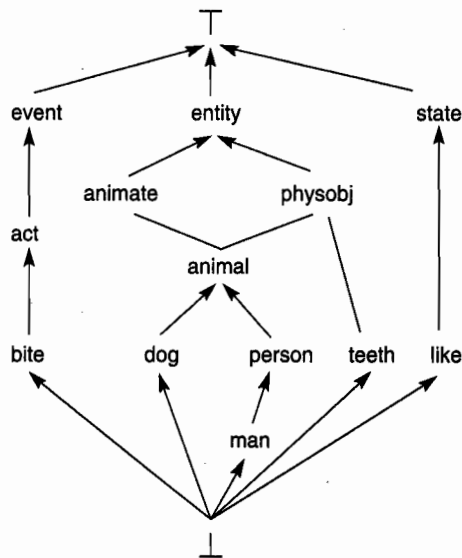 ⊤
event entity state
animate physobj
act
animal
bite dog person teeth like
man
⊥